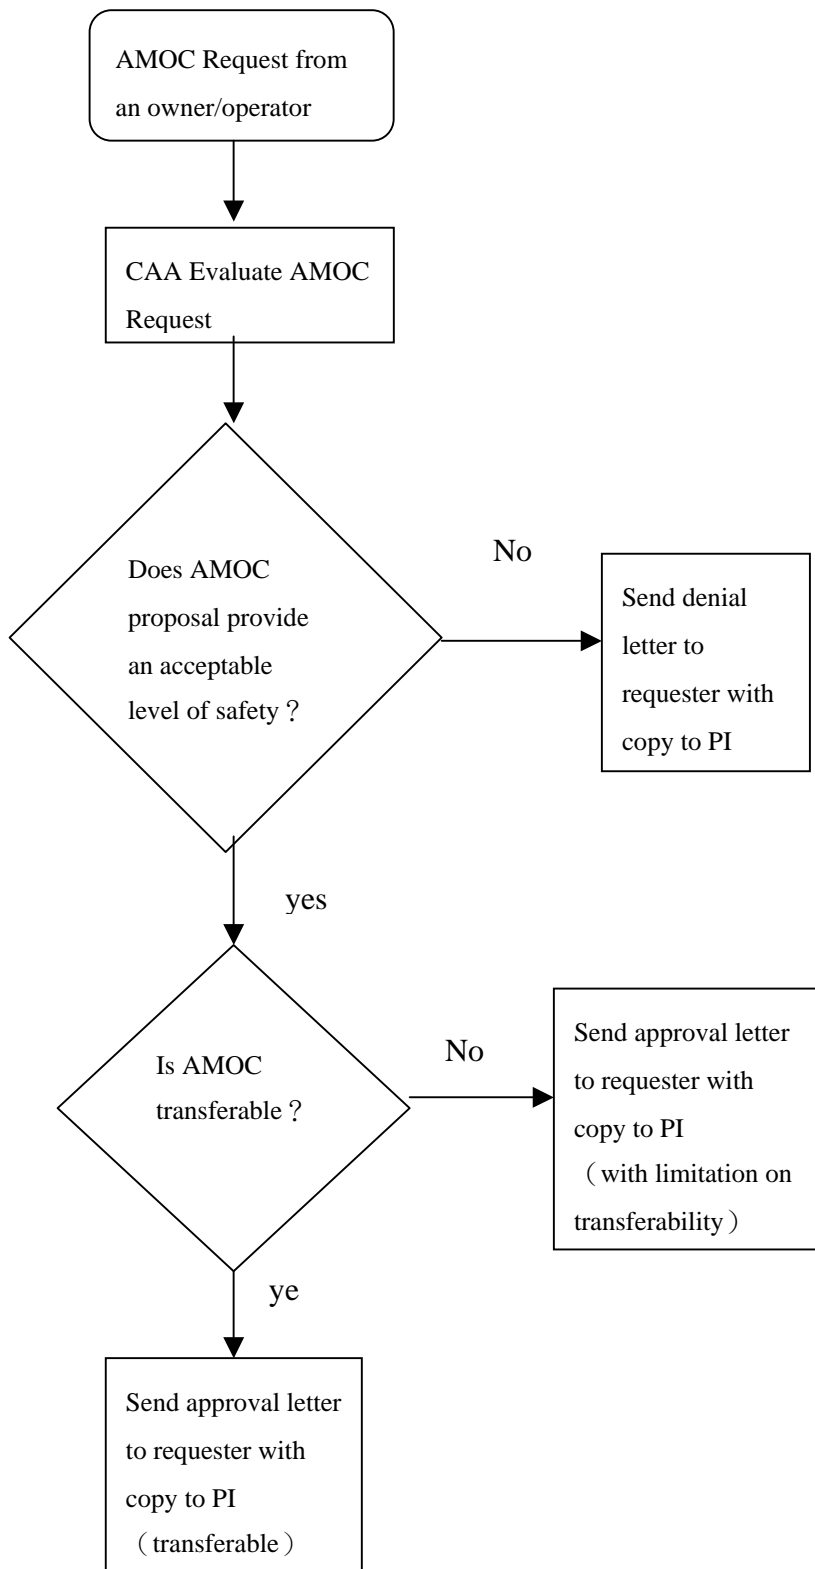 AMOC Request from
an owner/operator
CAA Evaluate AMOC
Request
Does AMOC
proposal provide
an acceptable
level of safety？
No
Send denial
letter to
requester with
copy to PI
yes
Is AMOC
transferable？
No
Send approval letter
to requester with
copy to PI
（with limitation on
transferability）
ye
Send approval letter
to requester with
copy to PI
（transferable）